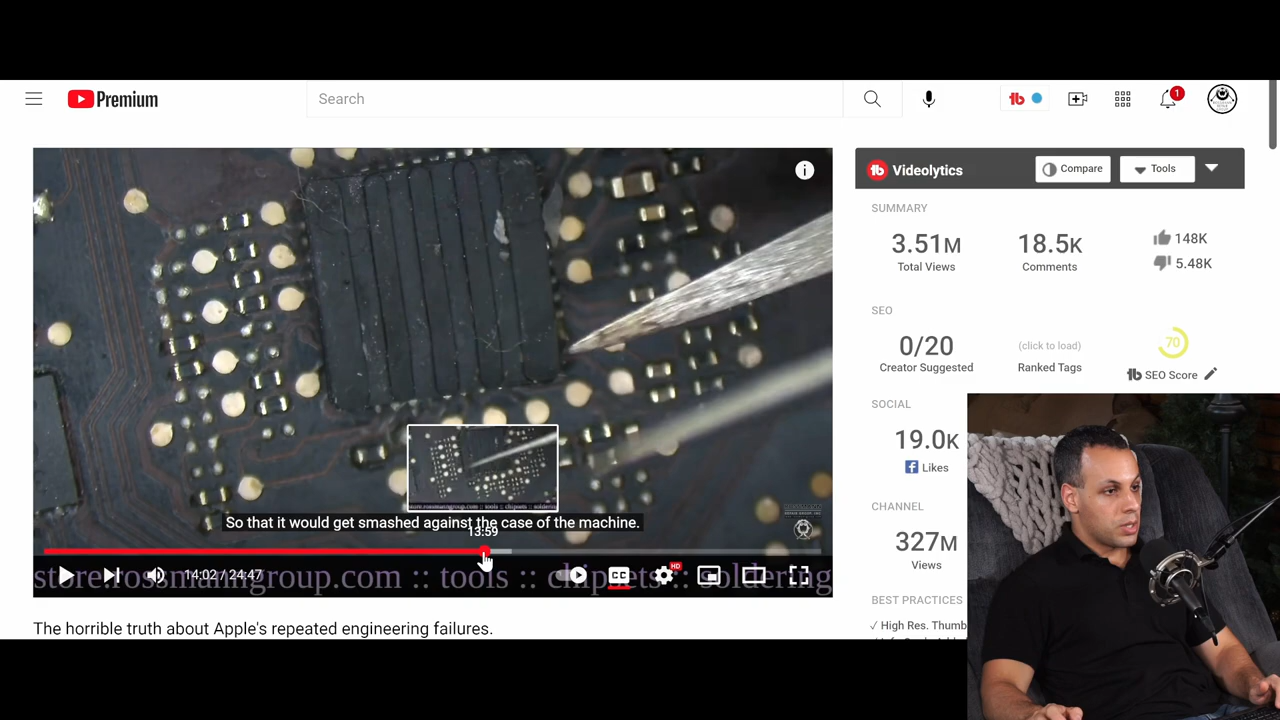 Premium
Search
1
Videolytics
Compare
Tools
SUMMARY
3.51M
Total Views
18.5K
Comments
148K
5.48K
SEO
0/20
Creator Suggested
(click to load)
Ranked Tags
70
SEO Score
SOCIAL
19.0K
Likes
CHANNEL
327M
Views
BEST PRACTICES
✓ High Res. Thumb
So that it would get smashed against the case of the machine.
13:59
14:02 / 24:47
CC
HD
store.rossmanngroup.com :: tools :: chipsets :: soldering
The horrible truth about Apple's repeated engineering failures.